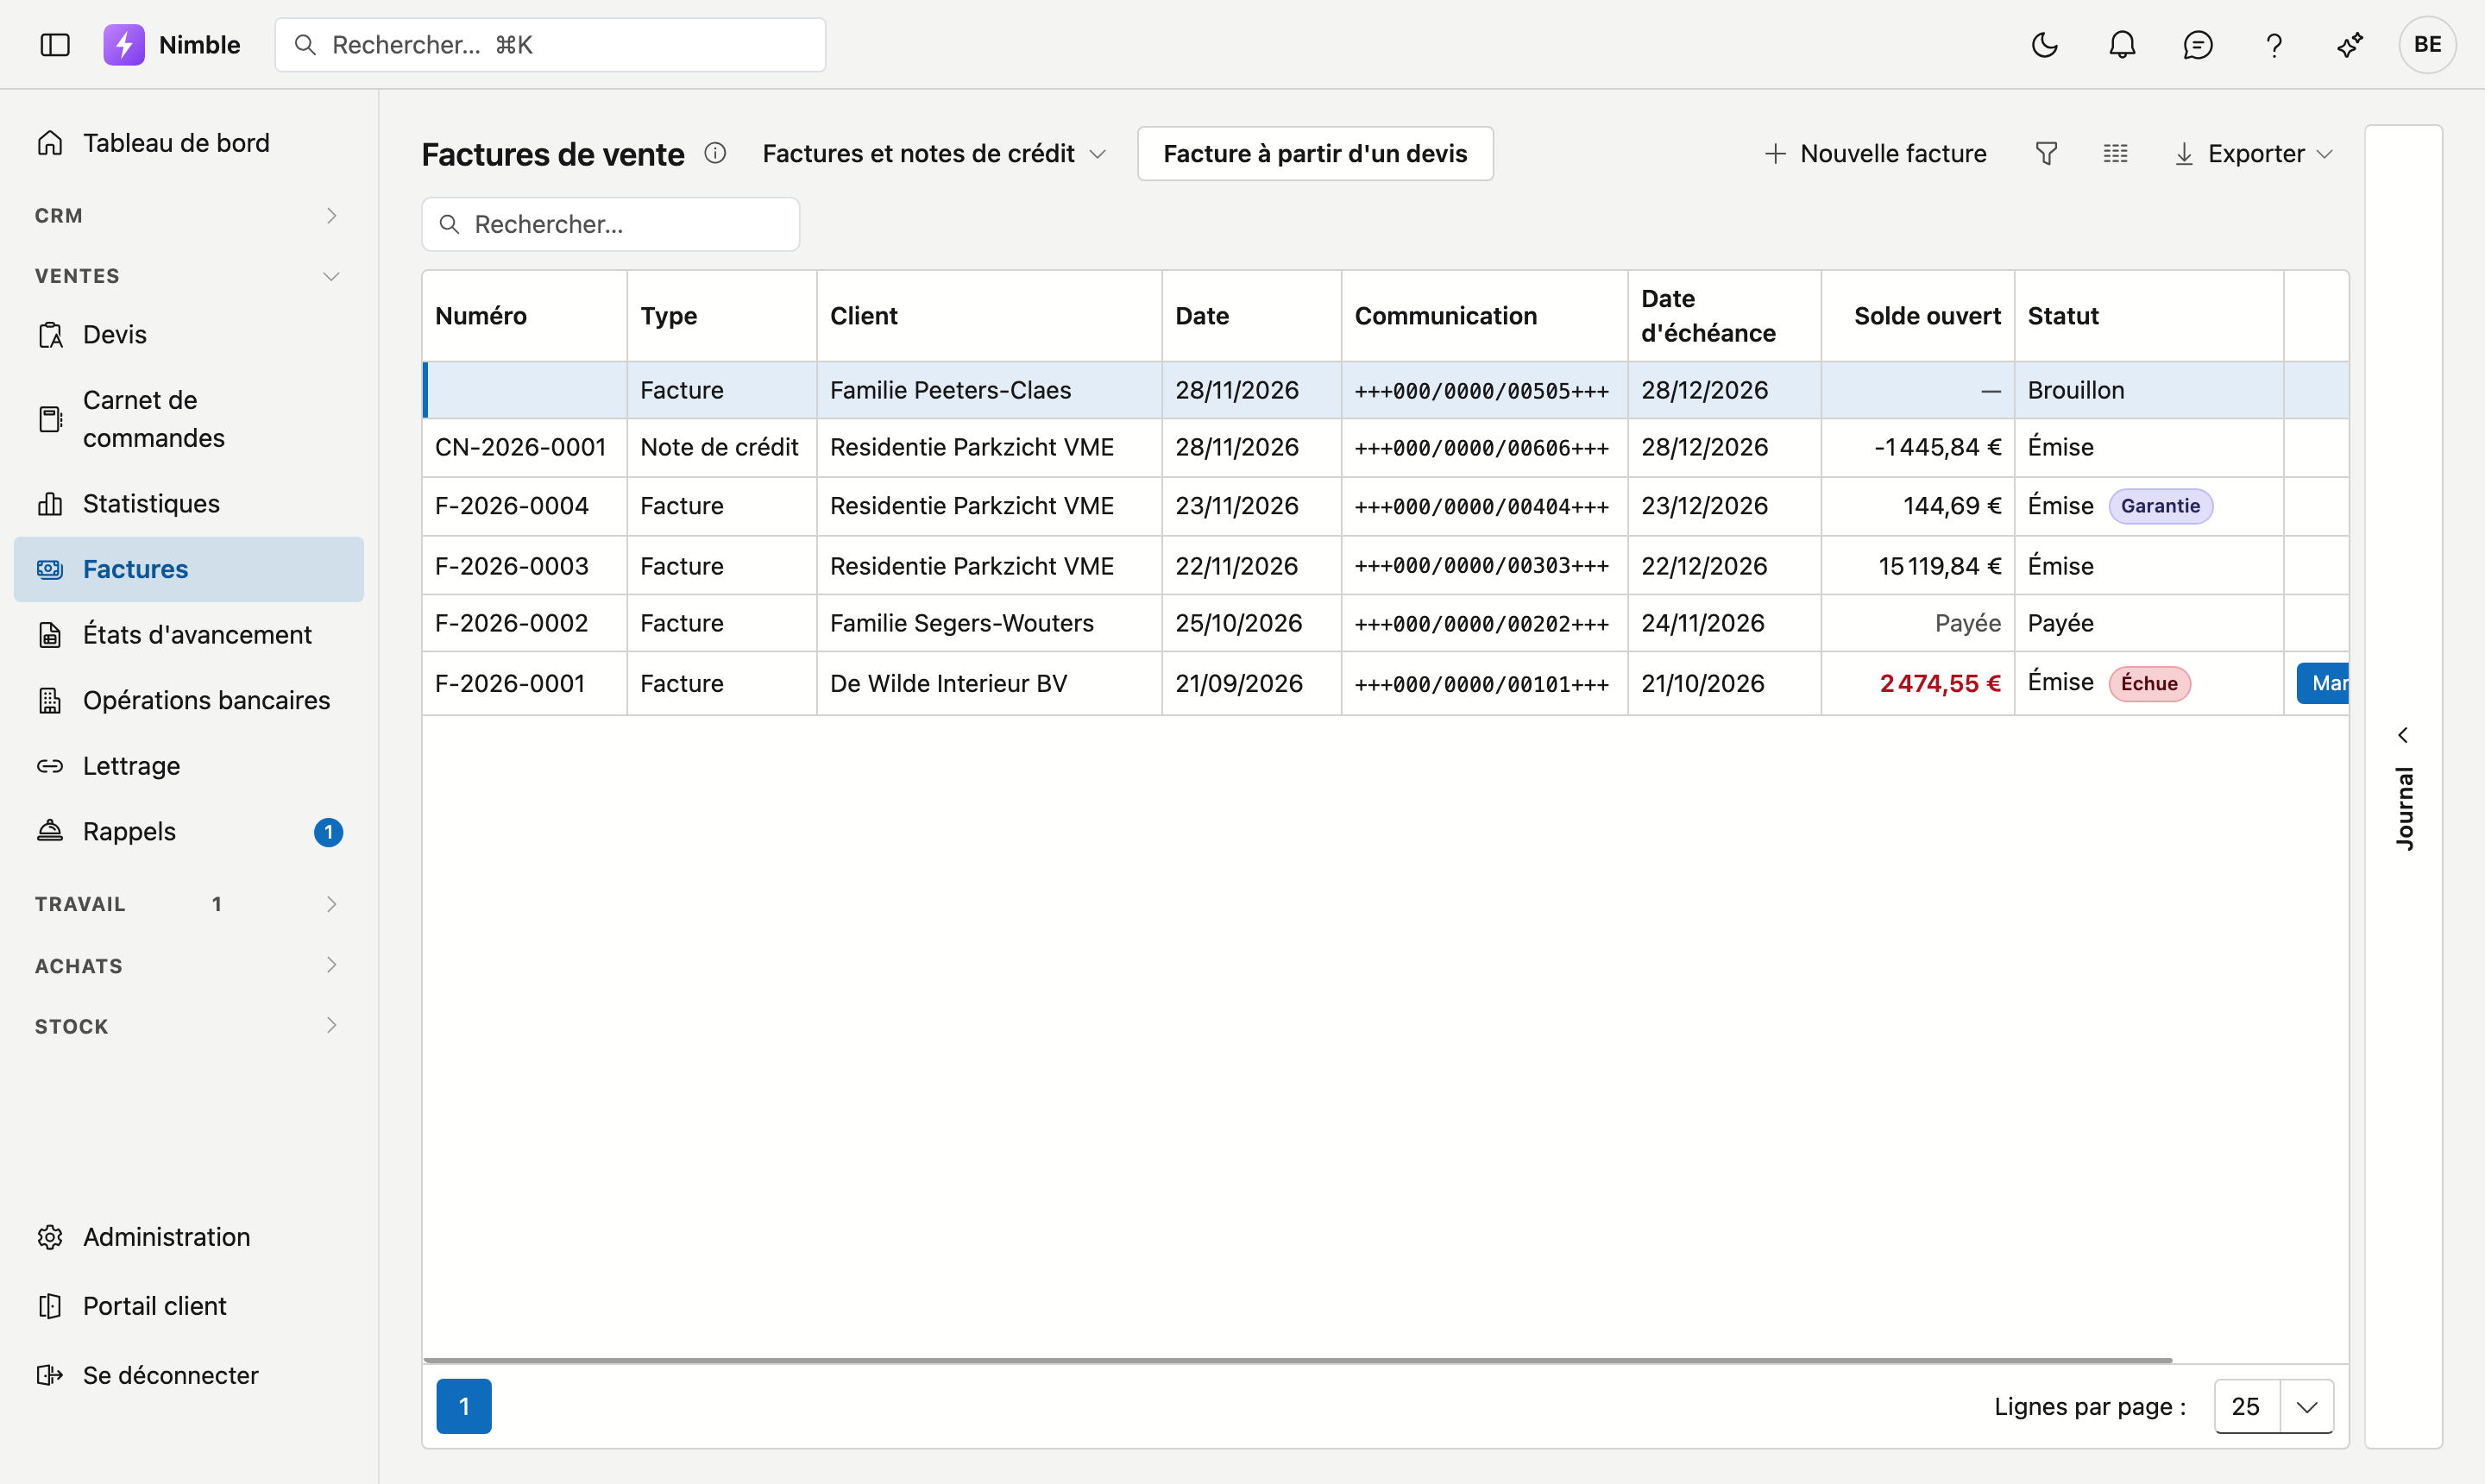 Nimble
Rechercher... ⌘K
BE
Tableau de bord
CRM
VENTES
Devis
Carnet de
commandes
Statistiques
Factures
États d'avancement
Opérations bancaires
Lettrage
Rappels 1
TRAVAIL 1
ACHATS
STOCK
Administration
Portail client
Se déconnecter
Factures de vente Factures et notes de crédit Facture à partir d'un devis Nouvelle facture Exporter
Rechercher...
Numéro Type Client Date Communication Date d'échéance Solde ouvert Statut
Facture Familie Peeters-Claes 28/11/2026 +++000/0000/00505+++ 28/12/2026 — Brouillon
CN-2026-0001 Note de crédit Residentie Parkzicht VME 28/11/2026 +++000/0000/00606+++ 28/12/2026 -1 445,84 € Émise
F-2026-0004 Facture Residentie Parkzicht VME 23/11/2026 +++000/0000/00404+++ 23/12/2026 144,69 € Émise Garantie
F-2026-0003 Facture Residentie Parkzicht VME 22/11/2026 +++000/0000/00303+++ 22/12/2026 15 119,84 € Émise
F-2026-0002 Facture Familie Segers-Wouters 25/10/2026 +++000/0000/00202+++ 24/11/2026 Payée Payée
F-2026-0001 Facture De Wilde Interieur BV 21/09/2026 +++000/0000/00101+++ 21/10/2026 2 474,55 € Émise Échue
1
Lignes par page : 25
Journal